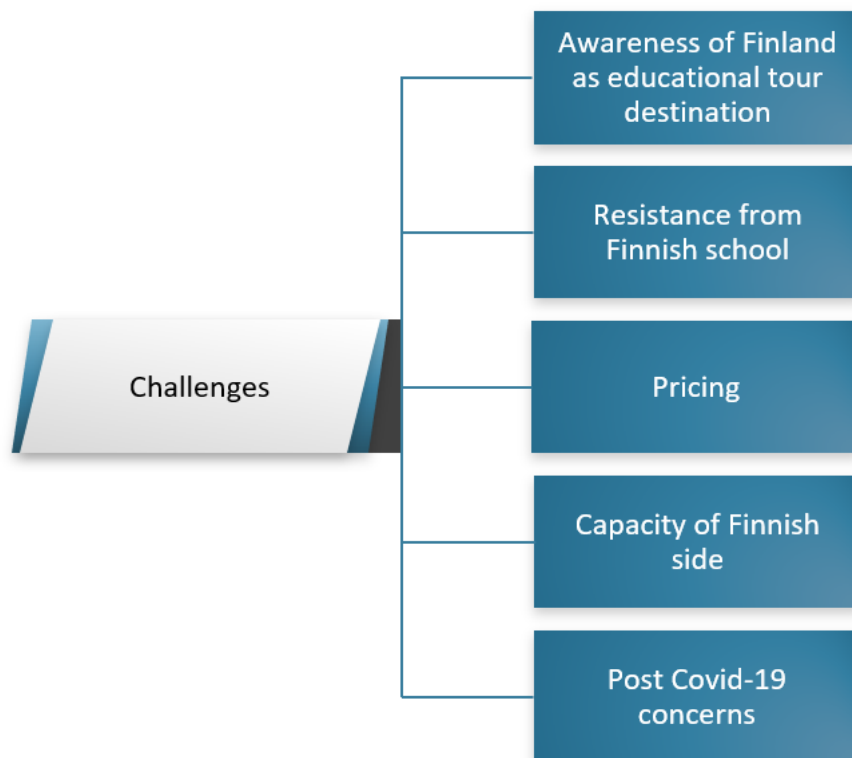 Awareness of Finland
as educational tour
destination
Resistance from
Finnish school
Challenges
Pricing
Capacity of Finnish
side
Post Covid-19
concerns